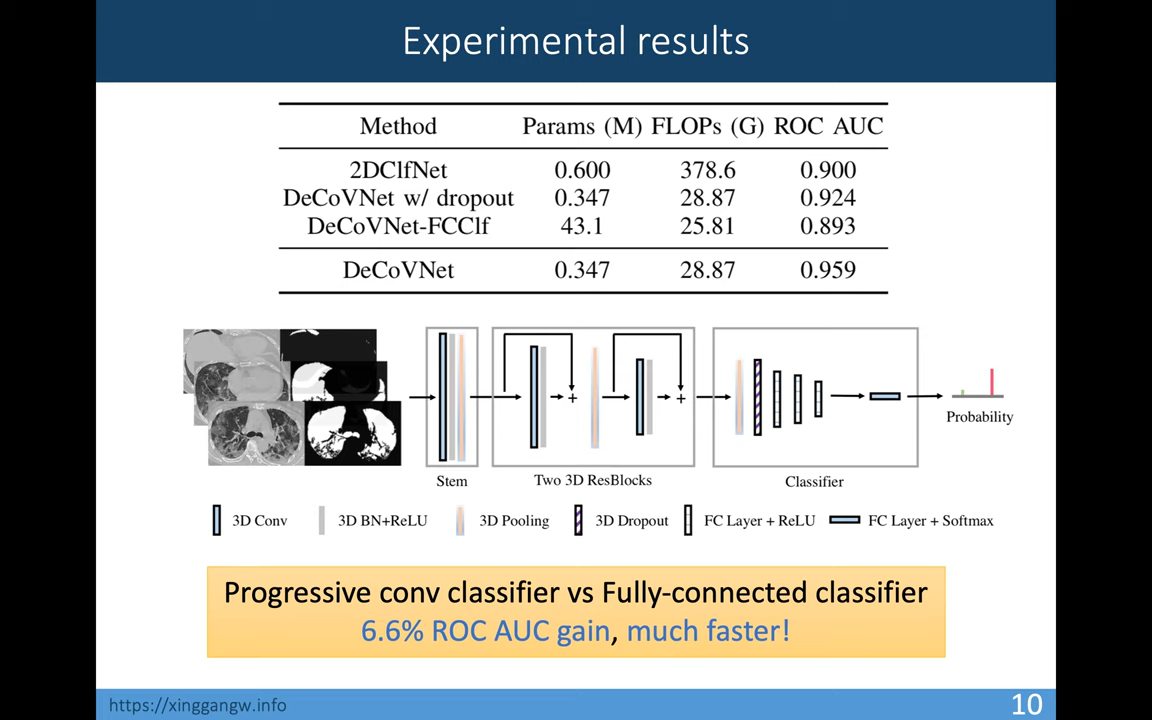 Experimental results
Method Params (M) FLOPs (G) ROC AUC
2DClfNet 0.600 378.6 0.900
DeCoVNet w/ dropout 0.347 28.87 0.924
DeCoVNet-FCClf 43.1 25.81 0.893
DeCoVNet 0.347 28.87 0.959
+ +
Probability
Stem Two 3D ResBlocks Classifier
3D Conv 3D BN+ReLU 3D Pooling 3D Dropout FC Layer + ReLU FC Layer + Softmax
Progressive conv classifier vs Fully-connected classifier
6.6% ROC AUC gain, much faster!
https://xinggangw.info 10